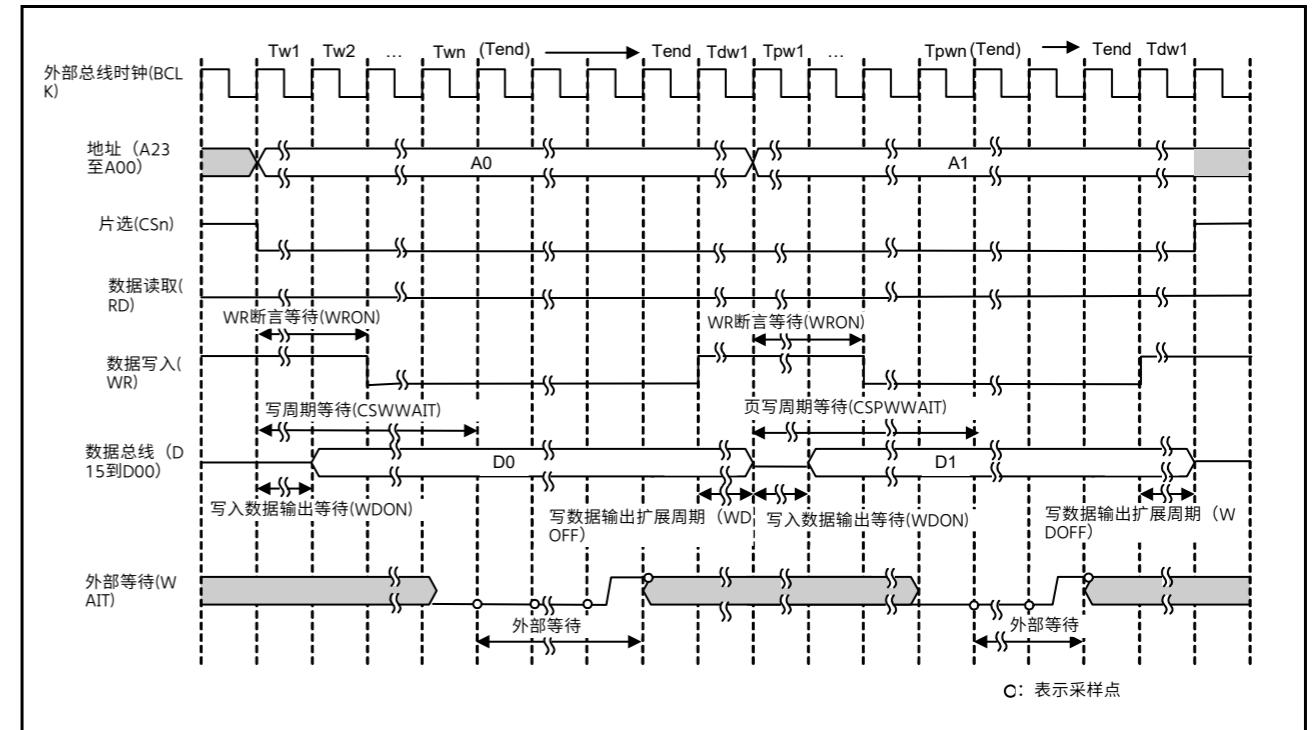 Tw1 Tw2 … Twn (Tend) Tend Tdw1 Tpw1 … Tpwn (Tend) Tend Tdw1
外部总线时钟(BCL
K)
地址（A23
至A00）
A0 A1
片选(CSn)
数据读取(
RD)
WR断言等待(WRON) WR断言等待(WRON)
数据写入(
WR)
写周期等待(CSWWAIT) 页写周期等待(CSPWWAIT)
数据总线（D
15到D00）
D0 D1
写入数据输出等待(WDON) 写数据输出扩展周期（WD
OFF)
写入数据输出等待(WDON) 写数据输出扩展周期（W
DOFF)
外部等待(W
AIT)
外部等待 外部等待
O：表示采样点